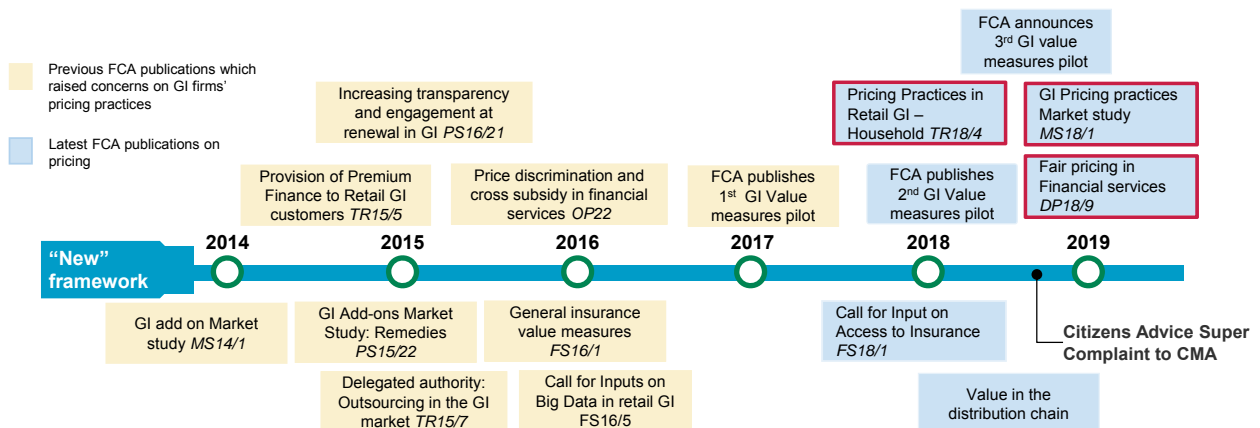 FCA announces
3rd GI value
measures pilot
Previous FCA publications which
raised concerns on GI firms’
pricing practices
Latest FCA publications on
pricing
Increasing transparency
and engagement at
renewal in GI PS16/21
Pricing Practices in
Retail GI –
Household TR18/4
GI Pricing practices
Market study
MS18/1
Provision of Premium
Finance to Retail GI
customers TR15/5
Price discrimination and
cross subsidy in financial
services OP22
FCA publishes
1st GI Value
measures pilot
FCA publishes
2nd GI Value
measures pilot
Fair pricing in
Financial services
DP18/9
2014
2015
2016
2017
2018
2019
“New”
framework
GI add on Market
study MS14/1
GI Add-ons Market
Study: Remedies
PS15/22
General insurance
value measures
FS16/1
Call for Input on
Access to Insurance
FS18/1
Citizens Advice Super
Complaint to CMA
Delegated authority:
Outsourcing in the GI
market TR15/7
Call for Inputs on
Big Data in retail GI
FS16/5
Value in the
distribution chain